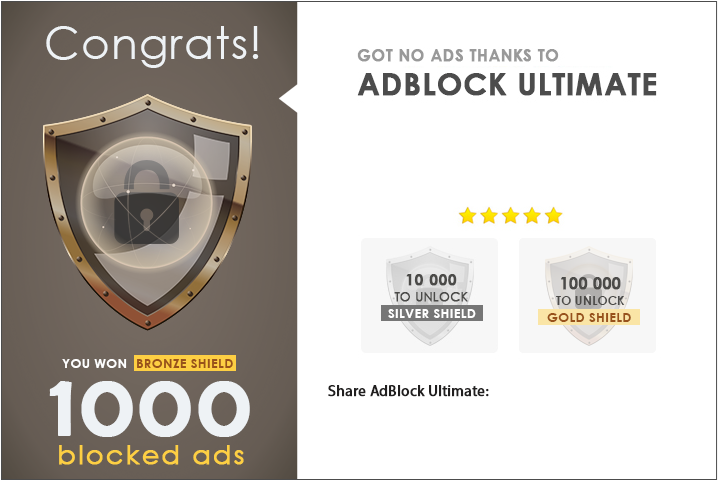 Congrats!
YOU WON BRONZE SHIELD
1000
blocked ads
GOT NO ADS THANKS TO
ADBLOCK ULTIMATE
10 000
TO UNLOCK
SILVER SHIELD
100 000
TO UNLOCK
GOLD SHIELD
Share AdBlock Ultimate: